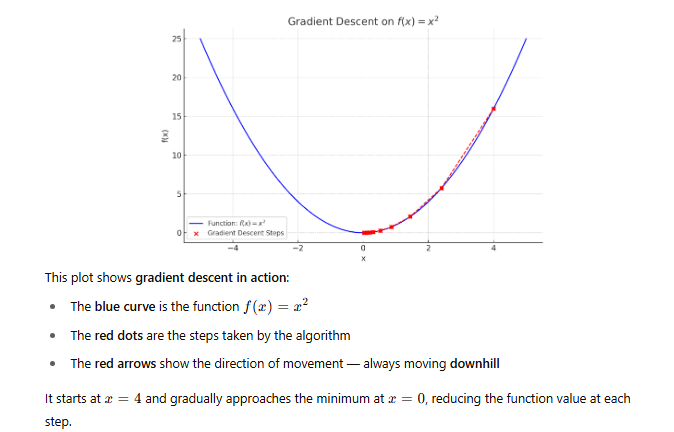 Gradient Descent on f(x) = x²
25
20
15
10
5
0
f(x)
Function: f(x) = x²
Gradient Descent Steps
−4
−2
0
2
4
x
This plot shows gradient descent in action:
• The blue curve is the function f(x) = x²
• The red dots are the steps taken by the algorithm
• The red arrows show the direction of movement — always moving downhill
It starts at x = 4 and gradually approaches the minimum at x = 0, reducing the function value at each
step.